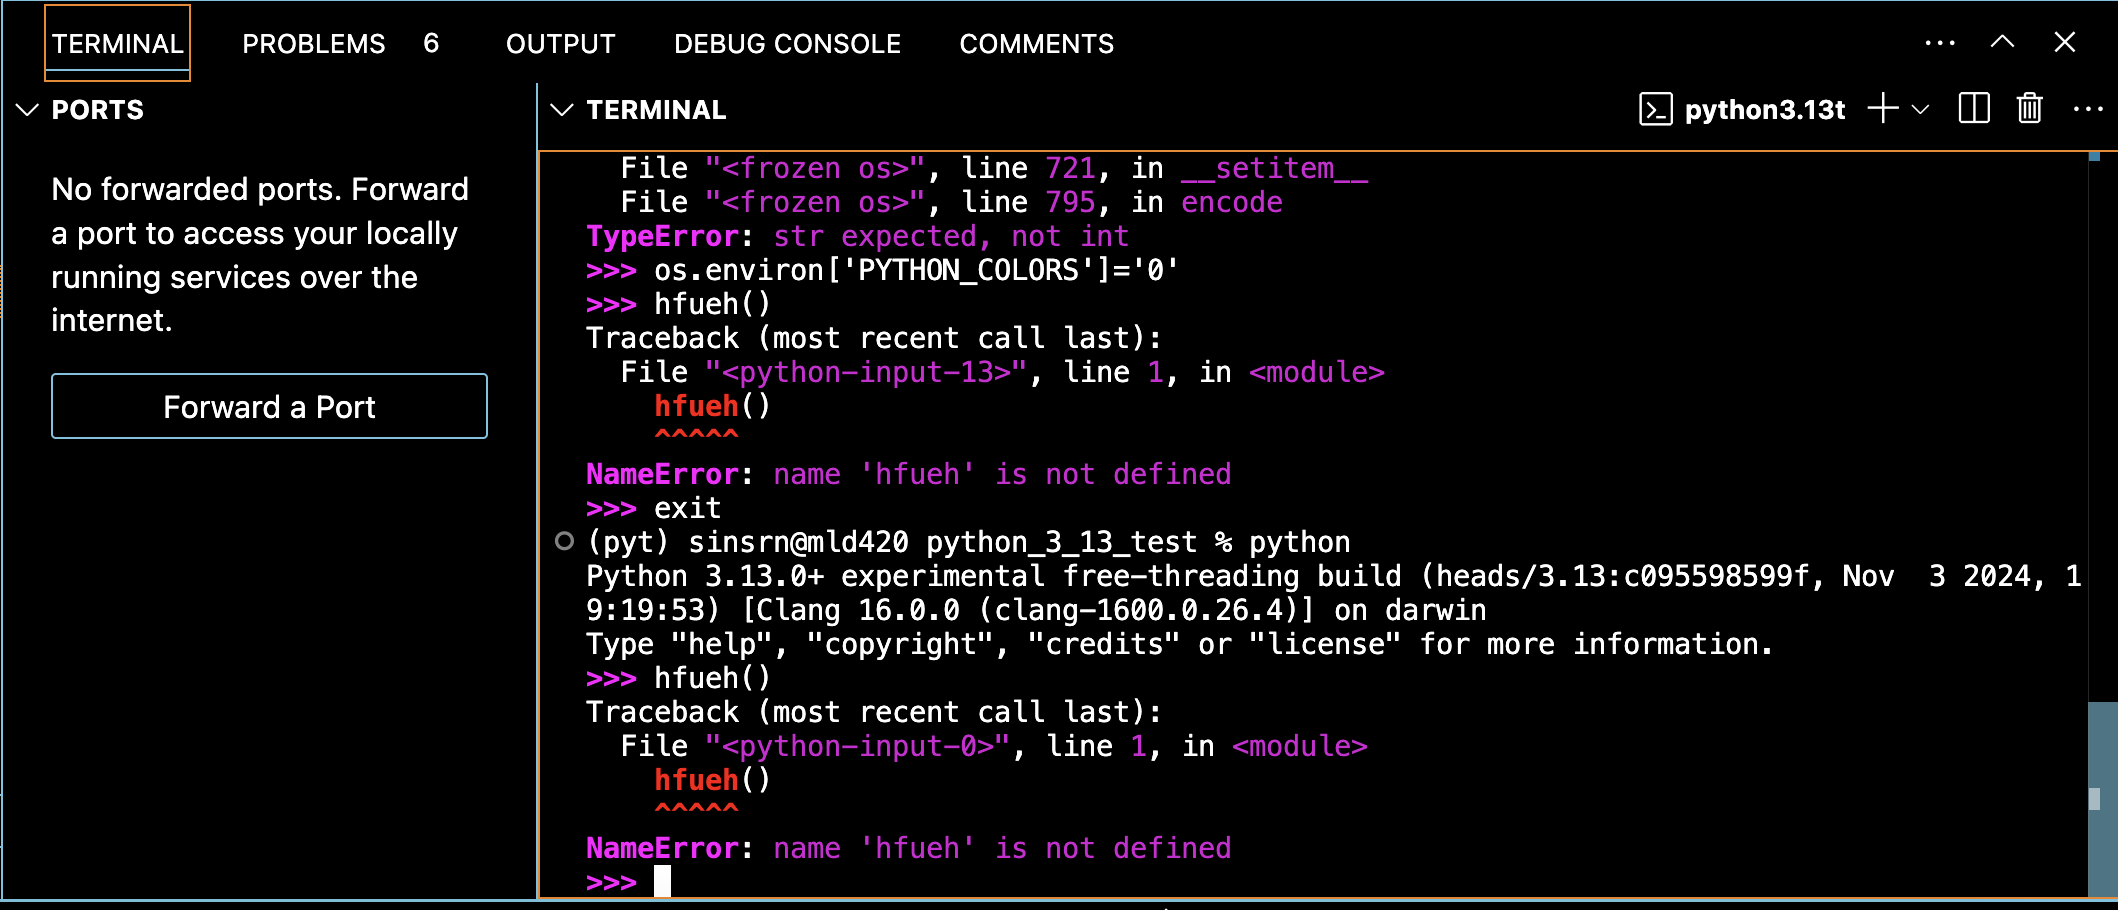 TERMINAL PROBLEMS 6 OUTPUT DEBUG CONSOLE COMMENTS
PORTS
No forwarded ports. Forward
a port to access your locally
running services over the
internet.
Forward a Port
TERMINAL
python3.13t
  File "<frozen os>", line 721, in __setitem__
  File "<frozen os>", line 795, in encode
TypeError: str expected, not int
>>> os.environ['PYTHON_COLORS']='0'
>>> hfueh()
Traceback (most recent call last):
  File "<python-input-13>", line 1, in <module>
    hfueh()
    ^^^^^
NameError: name 'hfueh' is not defined
>>> exit
(pyt) sinsrn@mld420 python_3_13_test % python
Python 3.13.0+ experimental free-threading build (heads/3.13:c095598599f, Nov  3 2024, 1
9:19:53) [Clang 16.0.0 (clang-1600.0.26.4)] on darwin
Type "help", "copyright", "credits" or "license" for more information.
>>> hfueh()
Traceback (most recent call last):
  File "<python-input-0>", line 1, in <module>
    hfueh()
    ^^^^^
NameError: name 'hfueh' is not defined
>>>